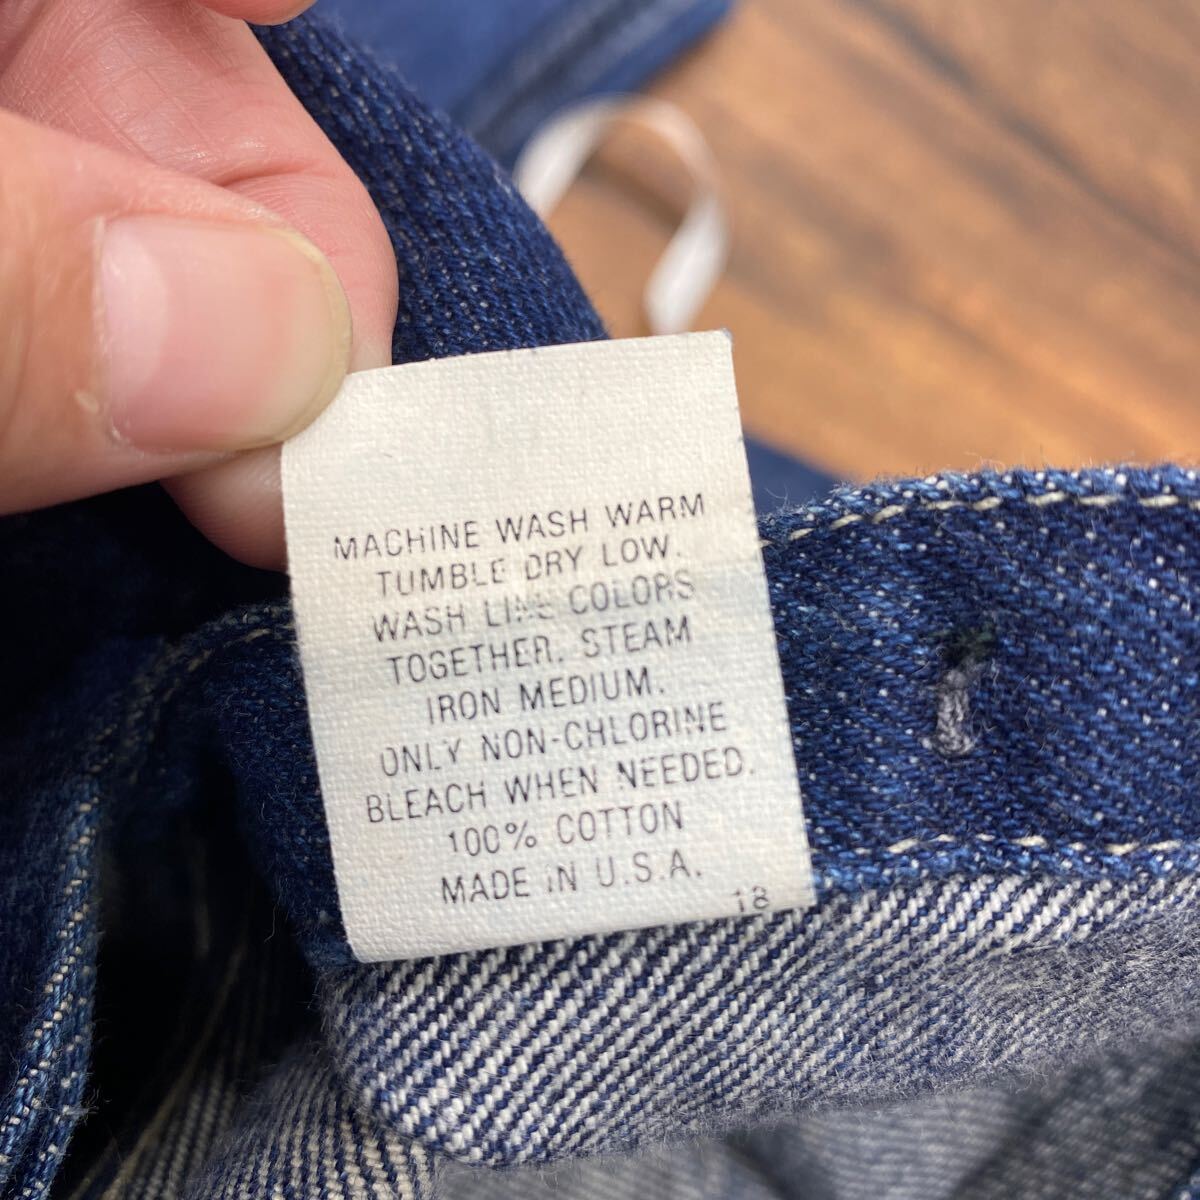 MACHINE WASH WARM
TUMBLE DRY LOW.
WASH LINE COLORS
TOGETHER. STEAM
IRON MEDIUM.
ONLY NON-CHLORINE
BLEACH WHEN NEEDED.
100% COTTON
MADE IN U.S.A.
18